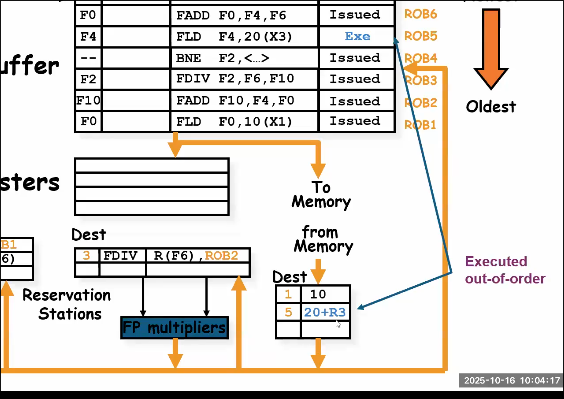 F0 FADD F0,F4,F6 Issued ROB6
F4 FLD F4,20(X3) Exe ROB5
-- BNE F2,<…> Issued ROB4
F2 FDIV F2,F6,F10 Issued ROB3
F10 FADD F10,F4,F0 Issued ROB2
F0 FLD F0,10(X1) Issued ROB1
uffer
Oldest
sters
To
Memory
from
Memory
Dest
3 FDIV R(F6),ROB2
B1
6)
Reservation
Stations
FP multipliers
Dest
1 10
5 20+R3
Executed
out-of-order
2025-10-16 10:04:17